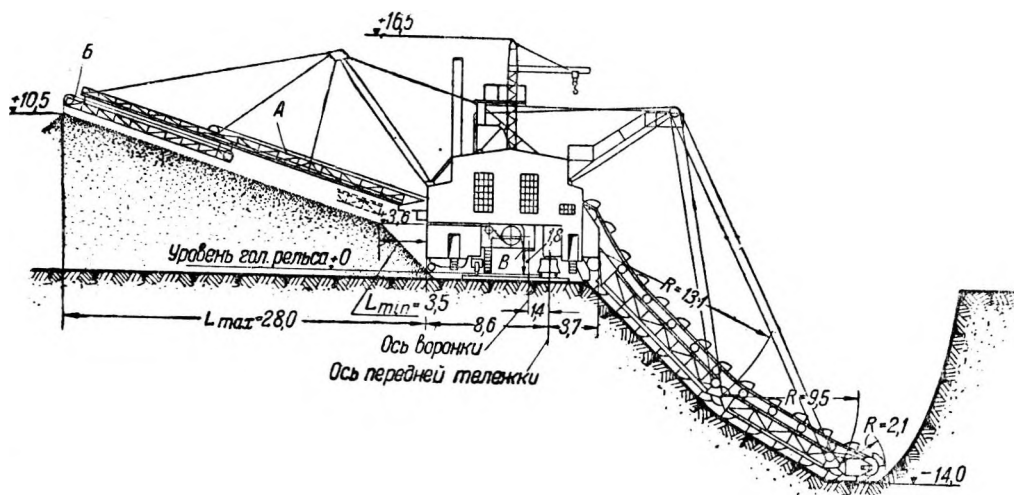 +16,5
Б
+10,5
А
+3,6
1,8
В
Уровень гол. рельса ±0
R=13,1
L min = 3,5
L max=28,0
8,6
1,4
3,7
Ось воронки
Ось передней тележки
R=9,5
R=2,1
-14,0